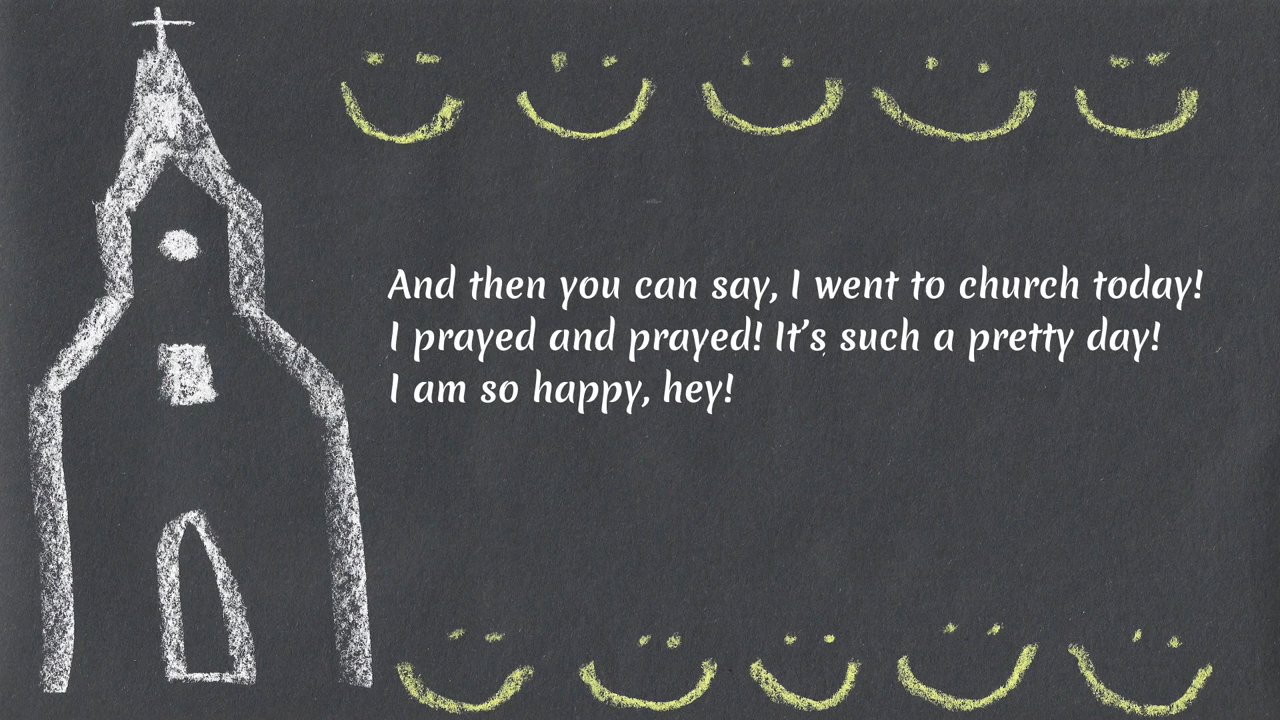 And then you can say, I went to church today!
I prayed and prayed! It’s such a pretty day!
I am so happy, hey!